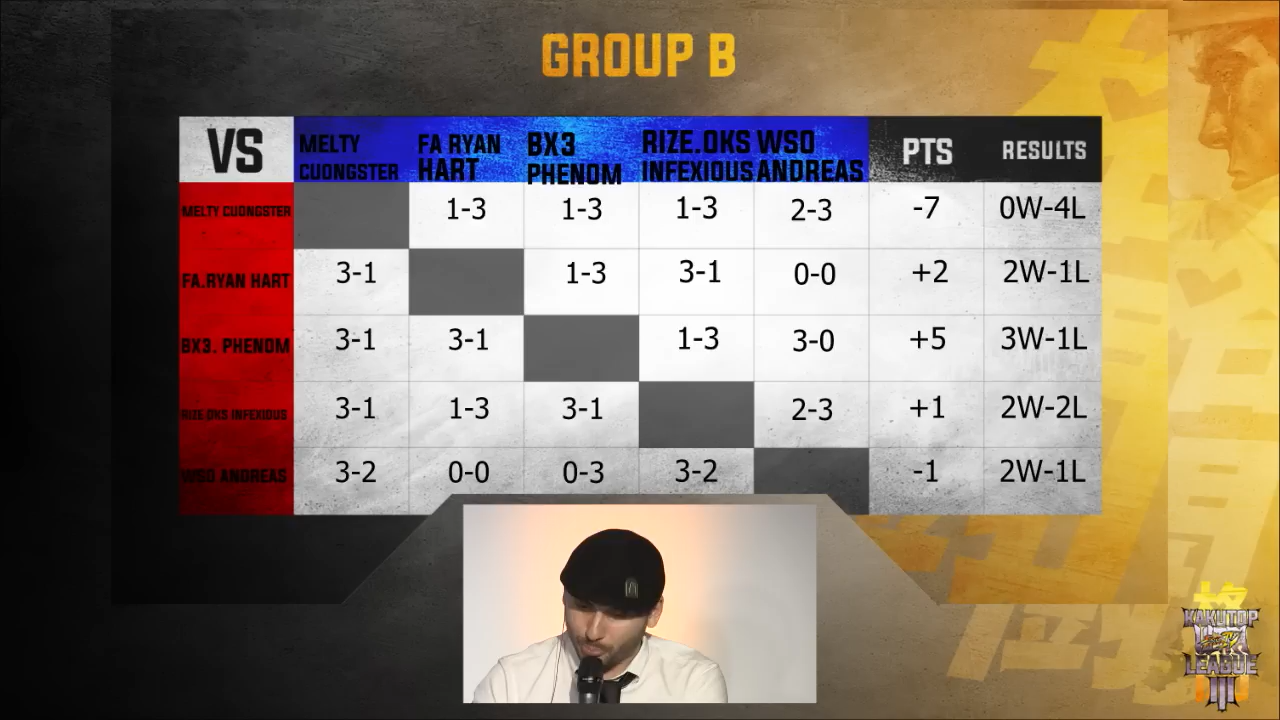 GROUP B
VS MELTY CUONGSTER FA RYAN HART BX3 PHENOM RIZE.OKS INFEXIOUS WSO ANDREAS PTS RESULTS
MELTY CUONGSTER 1-3 1-3 1-3 2-3 -7 0W-4L
FA.RYAN HART 3-1 1-3 3-1 0-0 +2 2W-1L
BX3. PHENOM 3-1 3-1 1-3 3-0 +5 3W-1L
RIZE.OKS INFEXIOUS 3-1 1-3 3-1 2-3 +1 2W-2L
WSO ANDREAS 3-2 0-0 0-3 3-2 -1 2W-1L
KAKUTOP
LEAGUE
III